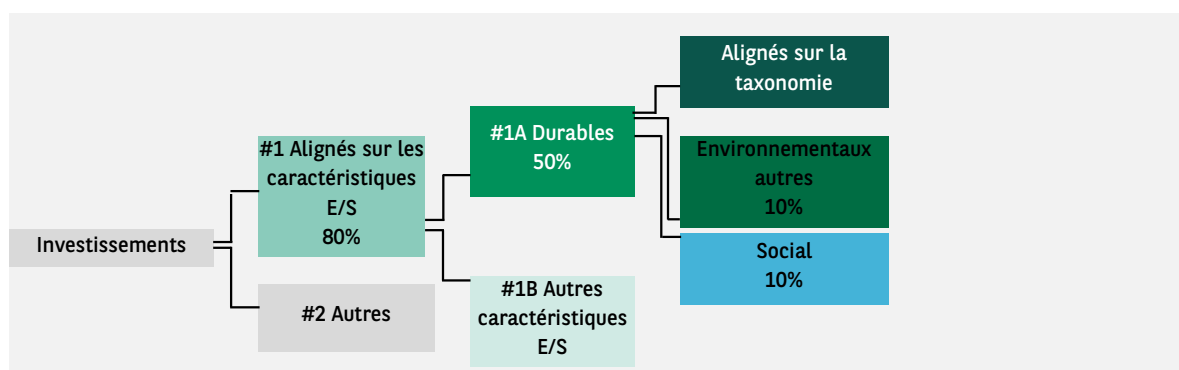 Investissements
#1 Alignés sur les
caractéristiques
E/S
80%
#2 Autres
#1A Durables
50%
#1B Autres
caractéristiques
E/S
Alignés sur la
taxonomie
Environnementaux
autres
10%
Social
10%